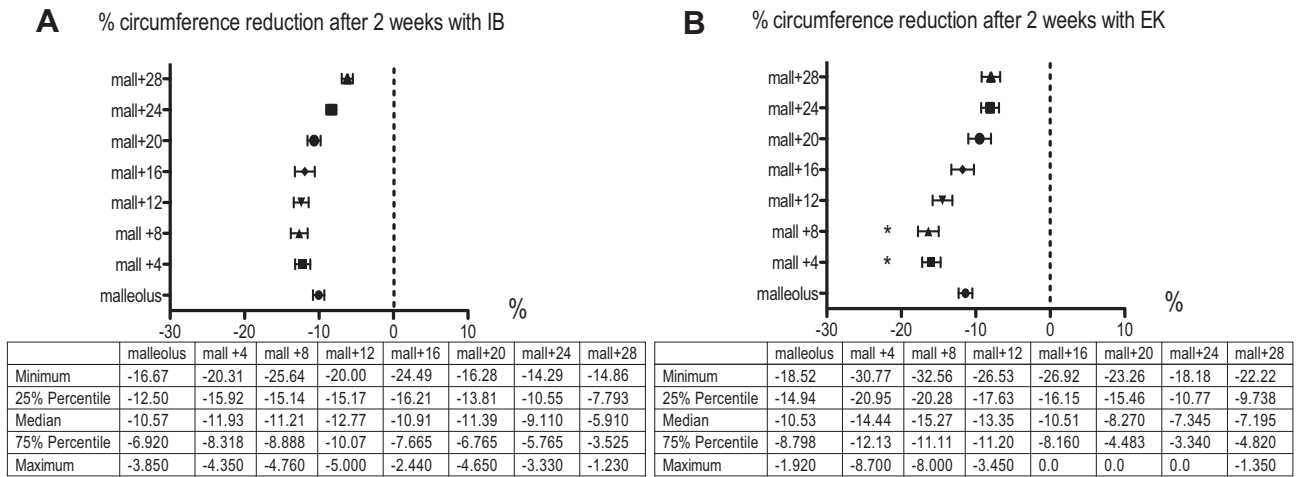 A % circumference reduction after 2 weeks with IB
mall+28
mall+24
mall+20
mall+16
mall+12
mall +8
mall +4
malleolus
%
-30 -20 -10 0 10
malleolus mall +4 mall +8 mall+12 mall+16 mall+20 mall+24 mall+28
Minimum -16.67 -20.31 -25.64 -20.00 -24.49 -16.28 -14.29 -14.86
25% Percentile -12.50 -15.92 -15.14 -15.17 -16.21 -13.81 -10.55 -7.793
Median -10.57 -11.93 -11.21 -12.77 -10.91 -11.39 -9.110 -5.910
75% Percentile -6.920 -8.318 -8.888 -10.07 -7.665 -6.765 -5.765 -3.525
Maximum -3.850 -4.350 -4.760 -5.000 -2.440 -4.650 -3.330 -1.230
B % circumference reduction after 2 weeks with EK
mall+28
mall+24
mall+20
mall+16
mall+12
mall +8 *
mall +4 *
malleolus
%
-30 -20 -10 0 10
malleolus mall +4 mall +8 mall+12 mall+16 mall+20 mall+24 mall+28
Minimum -18.52 -30.77 -32.56 -26.53 -26.92 -23.26 -18.18 -22.22
25% Percentile -14.94 -20.95 -20.28 -17.63 -16.15 -15.46 -10.77 -9.738
Median -10.53 -14.44 -15.27 -13.35 -10.51 -8.270 -7.345 -7.195
75% Percentile -8.798 -12.13 -11.11 -11.20 -8.160 -4.483 -3.340 -4.820
Maximum -1.920 -8.700 -8.000 -3.450 0.0 0.0 0.0 -1.350